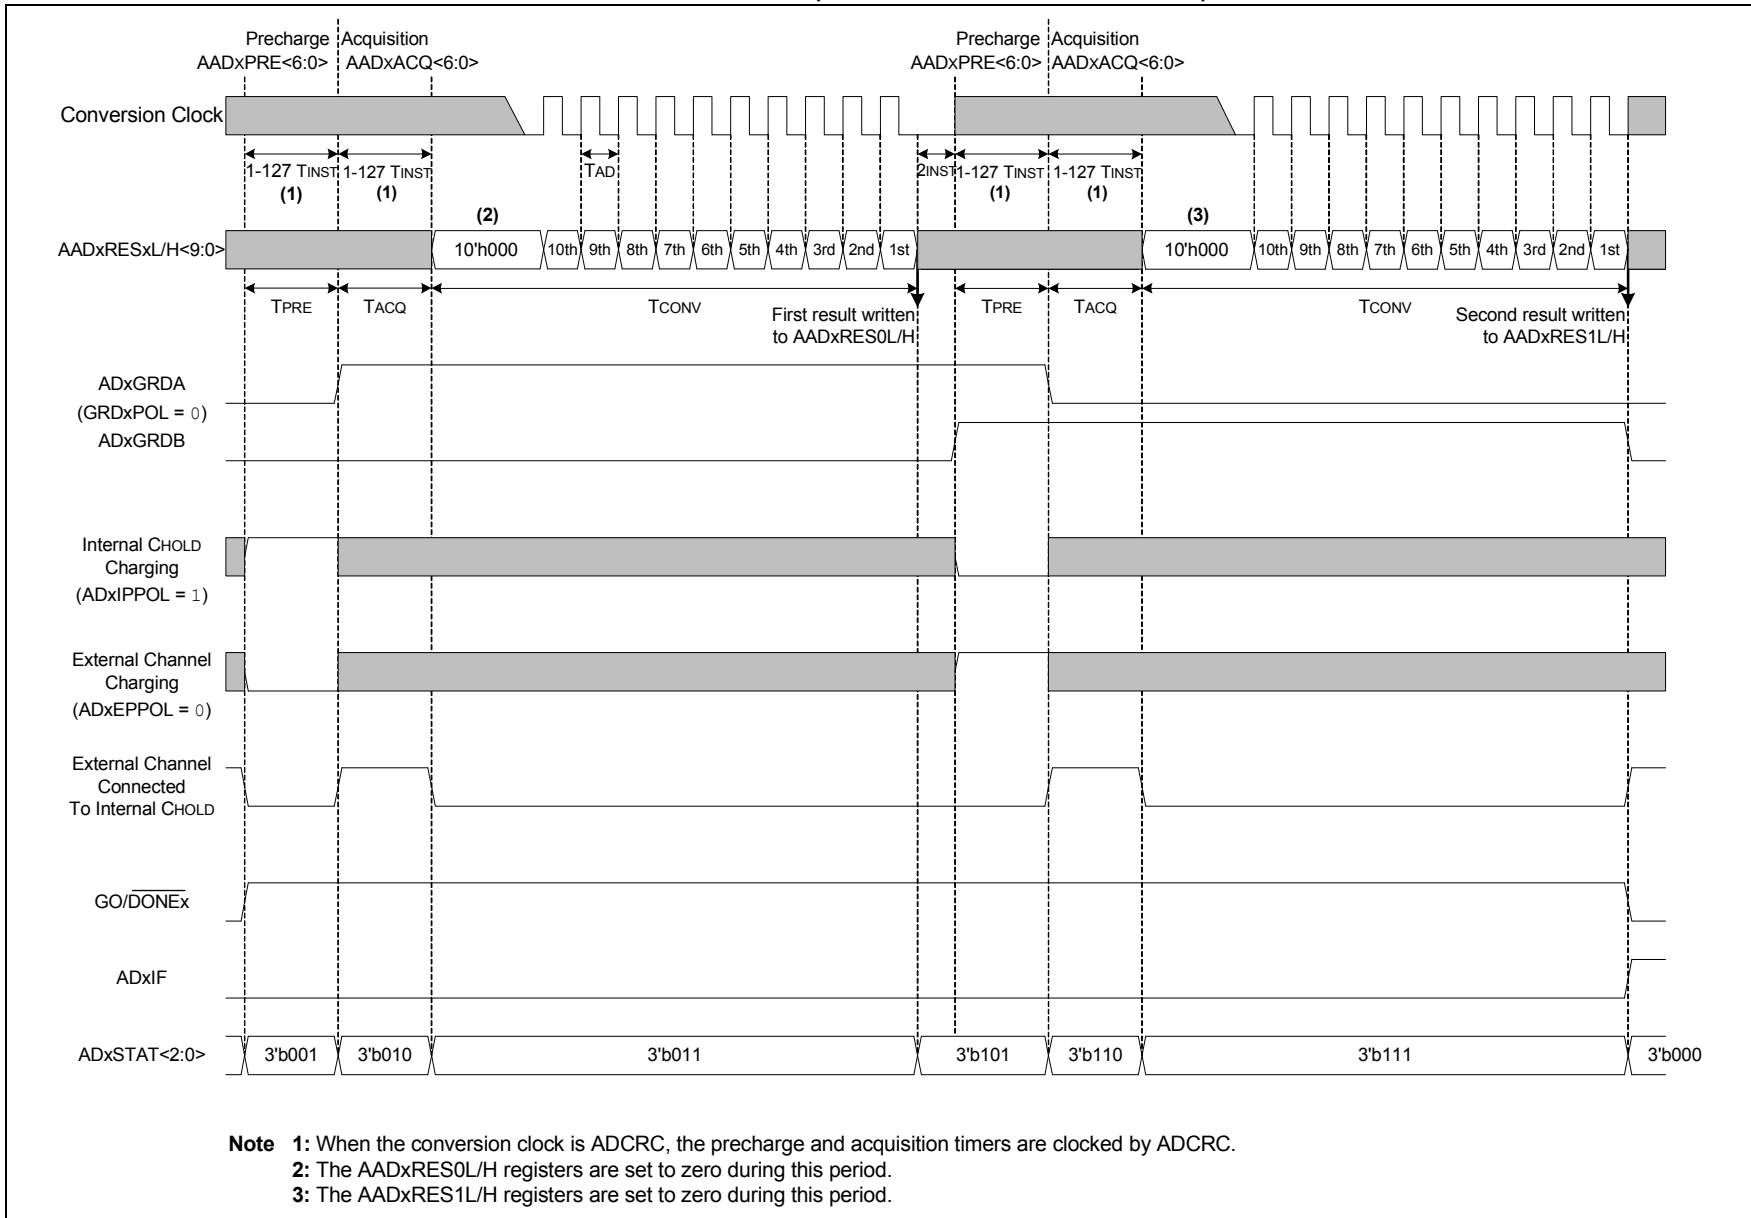 Precharge Acquisition Precharge Acquisition
AADxPRE<6:0> AADxACQ<6:0> AADxPRE<6:0> AADxACQ<6:0>
Conversion Clock
1-127 TINST 1-127 TINST TAD 2INST 1-127 TINST 1-127 TINST
(1) (1) (1) (1)
(2) (3)
AADxRESxL/H<9:0> 10'h000 10th 9th 8th 7th 6th 5th 4th 3rd 2nd 1st 10'h000 10th 9th 8th 7th 6th 5th 4th 3rd 2nd 1st
TPRE TACQ TCONV TPRE TACQ TCONV
First result written Second result written
to AADxRES0L/H to AADxRES1L/H
ADxGRDA
(GRDxPOL = 0)
ADxGRDB
Internal CHOLD
Charging
(ADxIPPOL = 1)
External Channel
Charging
(ADxEPPOL = 0)
External Channel
Connected
To Internal CHOLD
GO/DONEx
ADxIF
ADxSTAT<2:0> 3'b001 3'b010 3'b011 3'b101 3'b110 3'b111 3'b000
Note 1: When the conversion clock is ADCRC, the precharge and acquisition timers are clocked by ADCRC.
2: The AADxRES0L/H registers are set to zero during this period.
3: The AADxRES1L/H registers are set to zero during this period.